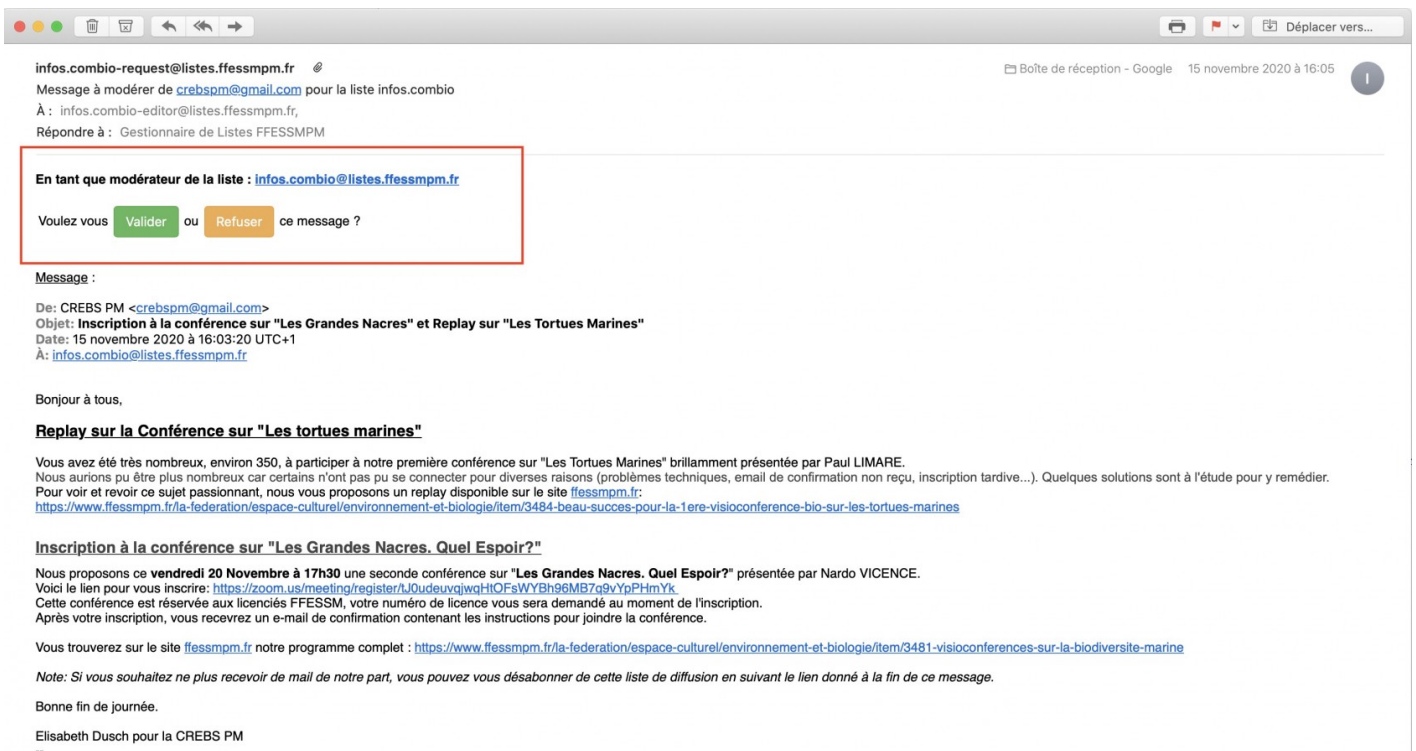 Déplacer vers...
infos.combio-request@listes.ffessmpm.fr
Boîte de réception - Google 15 novembre 2020 à 16:05
I
Message à modérer de crebspm@gmail.com pour la liste infos.combio
À : infos.combio-editor@listes.ffessmpm.fr,
Répondre à : Gestionnaire de Listes FFESSMPM
En tant que modérateur de la liste : infos.combio@listes.ffessmpm.fr
Voulez vous Valider ou Refuser ce message ?
Message :
De: CREBS PM <crebspm@gmail.com>
Objet: Inscription à la conférence sur "Les Grandes Nacres" et Replay sur "Les Tortues Marines"
Date: 15 novembre 2020 à 16:03:20 UTC+1
À: infos.combio@listes.ffessmpm.fr
Bonjour à tous,
Replay sur la Conférence sur "Les tortues marines"
Vous avez été très nombreux, environ 350, à participer à notre première conférence sur "Les Tortues Marines" brillamment présentée par Paul LIMARE.
Nous aurions pu être plus nombreux car certains n'ont pas pu se connecter pour diverses raisons (problèmes techniques, email de confirmation non reçu, inscription tardive...). Quelques solutions sont à l'étude pour y remédier.
Pour voir et revoir ce sujet passionnant, nous vous proposons un replay disponible sur le site ffessmpm.fr:
https://www.ffessmpm.fr/la-federation/espace-culturel/environnement-et-biologie/item/3484-beau-succes-pour-la-1ere-visioconference-bio-sur-les-tortues-marines
Inscription à la conférence sur "Les Grandes Nacres. Quel Espoir?"
Nous proposons ce vendredi 20 Novembre à 17h30 une seconde conférence sur "Les Grandes Nacres. Quel Espoir?" présentée par Nardo VICENCE.
Voici le lien pour vous inscrire: https://zoom.us/meeting/register/tJ0udeuvqjwqHtOFsWYBh96MB7q9vYpPHmYk
Cette conférence est réservée aux licenciés FFESSM, votre numéro de licence vous sera demandé au moment de l'inscription.
Après votre inscription, vous recevrez un e-mail de confirmation contenant les instructions pour joindre la conférence.
Vous trouverez sur le site ffessmpm.fr notre programme complet : https://www.ffessmpm.fr/la-federation/espace-culturel/environnement-et-biologie/item/3481-visioconferences-sur-la-biodiversite-marine
Note: Si vous souhaitez ne plus recevoir de mail de notre part, vous pouvez vous désabonner de cette liste de diffusion en suivant le lien donné à la fin de ce message.
Bonne fin de journée.
Elisabeth Dusch pour la CREBS PM